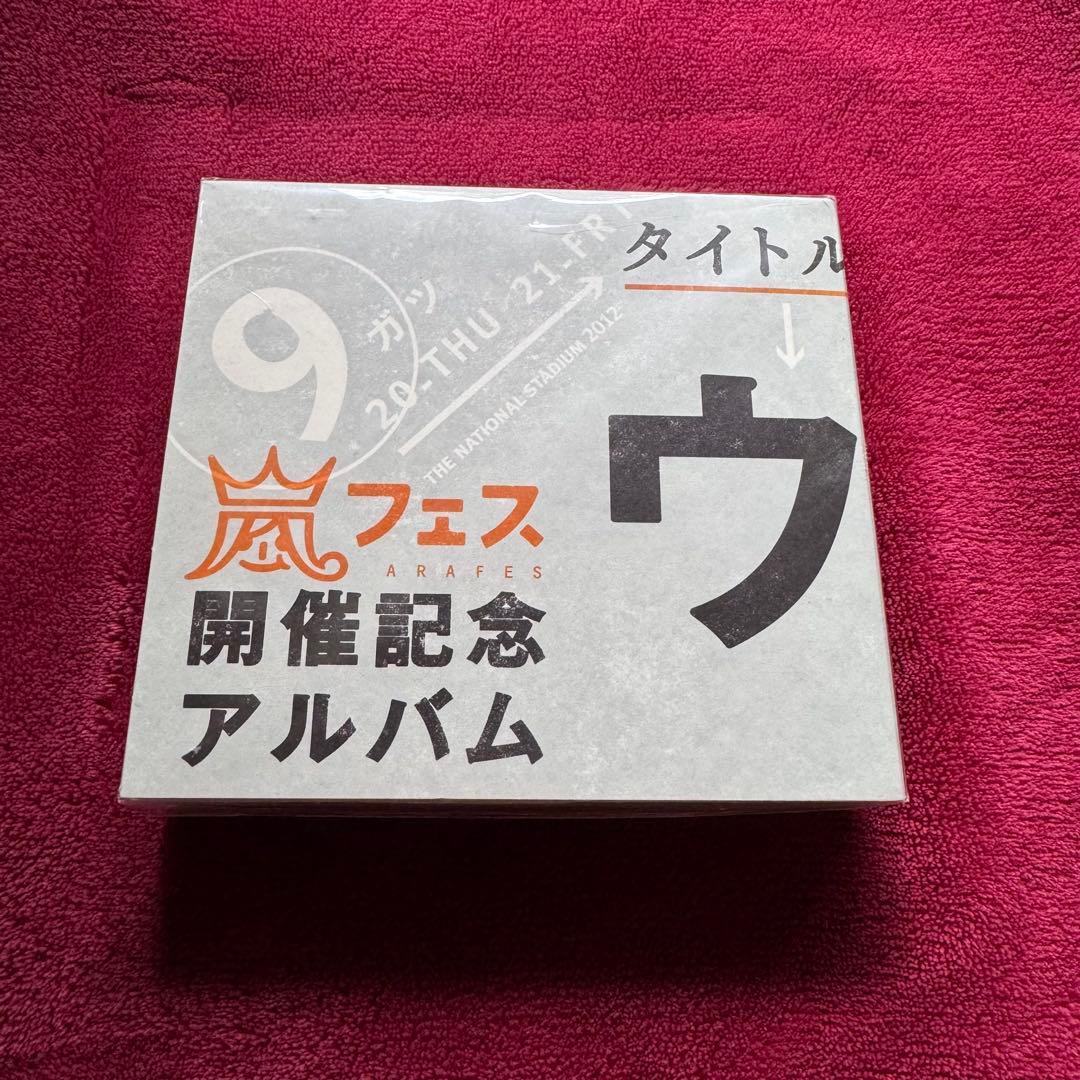 9
ガツ
20-THU 21-FRI
THE NATIONAL STADIUM 2012
タイトル
ウ
嵐フェス
ARAFES
開催記念
アルバム